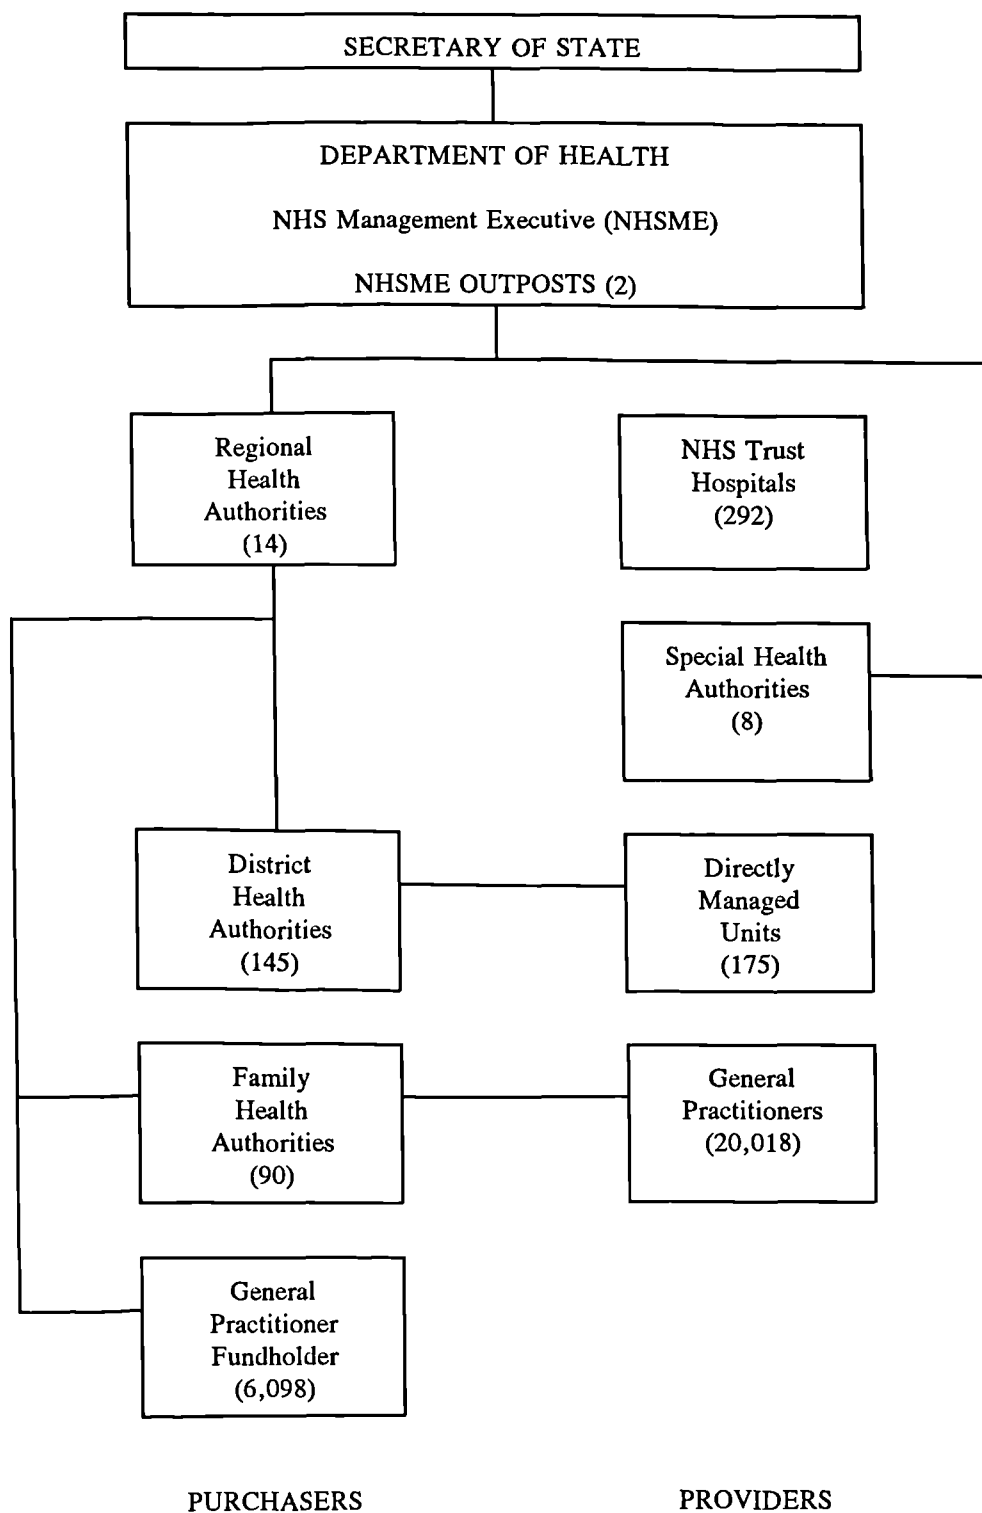 SECRETARY OF STATE
DEPARTMENT OF HEALTH
NHS Management Executive (NHSME)
NHSME OUTPOSTS (2)
Regional
Health
Authorities
(14)
NHS Trust
Hospitals
(292)
Special Health
Authorities
(8)
District
Health
Authorities
(145)
Directly
Managed
Units
(175)
Family
Health
Authorities
(90)
General
Practitioners
(20,018)
General
Practitioner
Fundholder
(6,098)
PURCHASERS
PROVIDERS